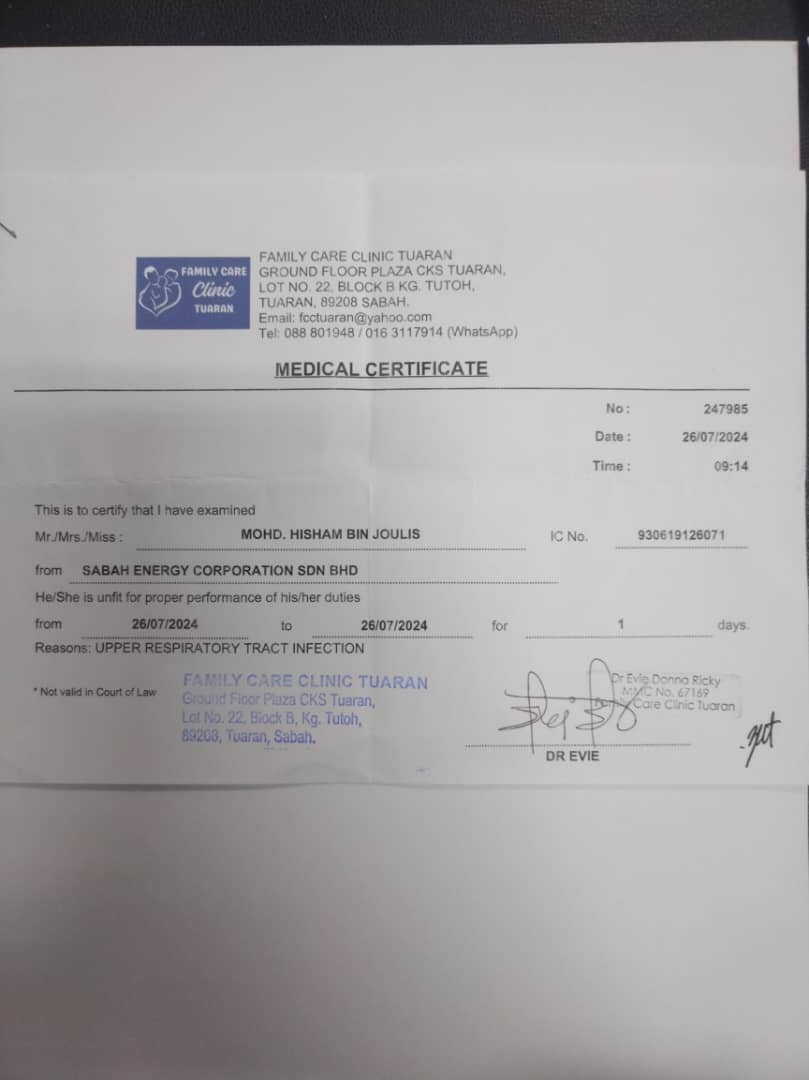 FAMILY CARE
Clinic
TUARAN
FAMILY CARE CLINIC TUARAN
GROUND FLOOR PLAZA CKS TUARAN,
LOT NO. 22, BLOCK B KG. TUTOH,
TUARAN, 89208 SABAH.
Email: fcctuaran@yahoo.com
Tel: 088 801948 / 016 3117914 (WhatsApp)
MEDICAL CERTIFICATE
No : 247985
Date : 26/07/2024
Time : 09:14
This is to certify that I have examined
Mr./Mrs./Miss : MOHD. HISHAM BIN JOULIS IC No. 930619126071
from SABAH ENERGY CORPORATION SDN BHD
He/She is unfit for proper performance of his/her duties
from 26/07/2024 to 26/07/2024 for 1 days.
Reasons: UPPER RESPIRATORY TRACT INFECTION
* Not valid in Court of Law
FAMILY CARE CLINIC TUARAN
Ground Floor Plaza CKS Tuaran,
Lot No. 22, Block B, Kg. Tutoh,
89208, Tuaran, Sabah.
Dr Evie Donna Ricky
MMC No. 67169
Care Clinic Tuaran
DR EVIE